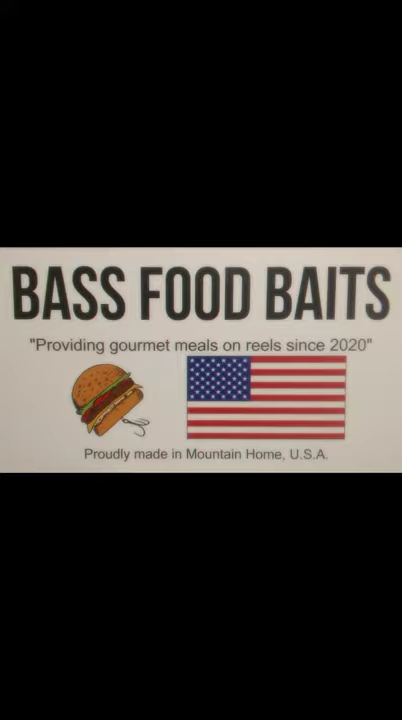 BASS FOOD BAITS
"Providing gourmet meals on reels since 2020"
Proudly made in Mountain Home, U.S.A.